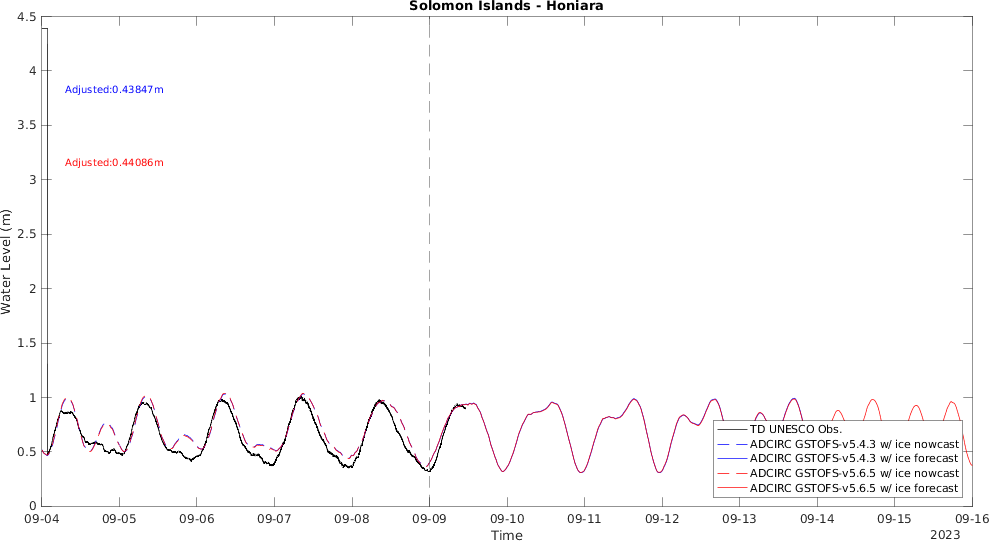 Solomon Islands - Honiara
4.5
4
3.5
3
2.5
2
1.5
1
0.5
0
Water Level (m)
Adjusted:0.43847m
Adjusted:0.44086m
TD UNESCO Obs.
ADCIRC GSTOFS-v5.4.3 w/ ice nowcast
ADCIRC GSTOFS-v5.4.3 w/ ice forecast
ADCIRC GSTOFS-v5.6.5 w/ ice nowcast
ADCIRC GSTOFS-v5.6.5 w/ ice forecast
09-04 09-05 09-06 09-07 09-08 09-09 09-10 09-11 09-12 09-13 09-14 09-15 09-16
Time
2023